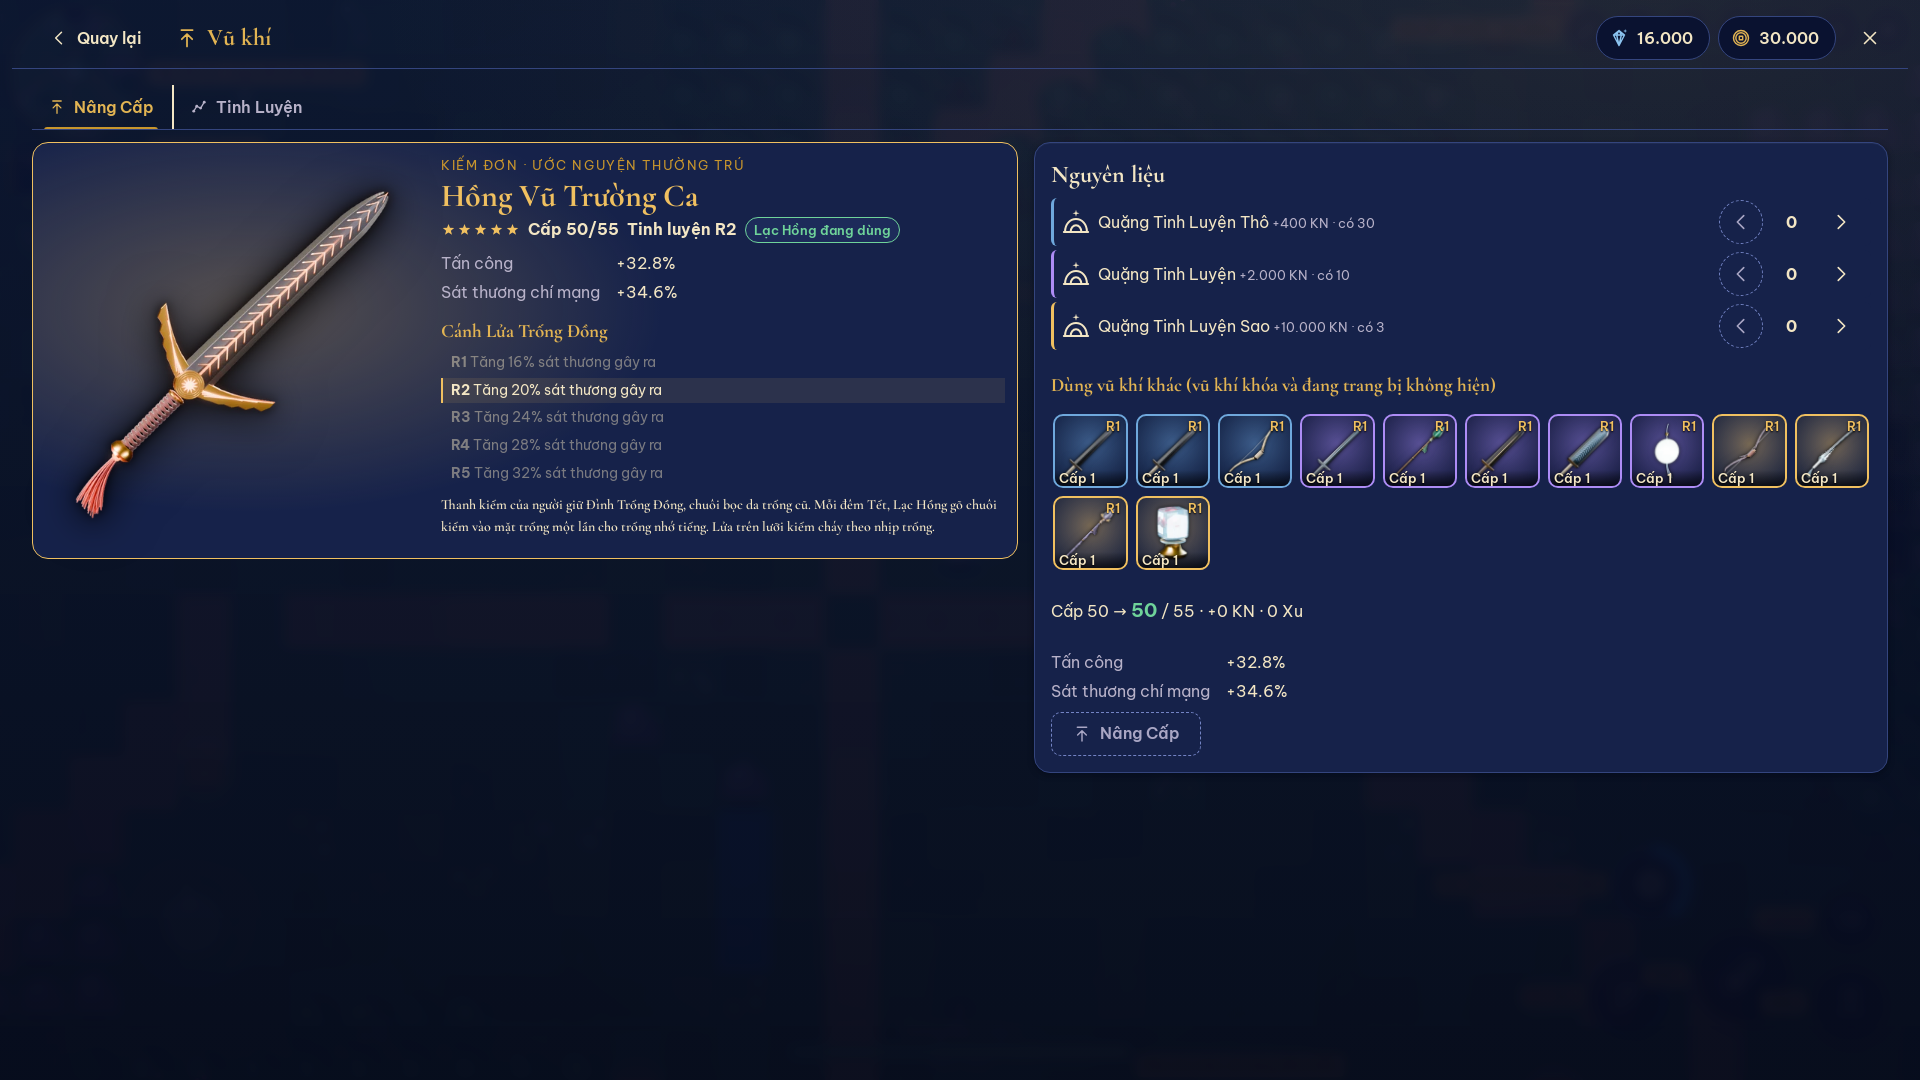 Quay lại
Vũ khí
16.000
30.000
Nâng Cấp
Tinh Luyện
KIẾM ĐƠN · ƯỚC NGUYỆN THƯỜNG TRÚ
Hồng Vũ Trường Ca
★★★★★ Cấp 50/55 Tinh luyện R2 Lạc Hồng đang dùng
Tấn công +32.8%
Sát thương chí mạng +34.6%
Cánh Lửa Trống Đồng
R1 Tăng 16% sát thương gây ra
R2 Tăng 20% sát thương gây ra
R3 Tăng 24% sát thương gây ra
R4 Tăng 28% sát thương gây ra
R5 Tăng 32% sát thương gây ra
Thanh kiếm của người giữ Đình Trống Đồng, chuôi bọc da trống cũ. Mỗi đêm Tết, Lạc Hồng gõ chuôi
kiếm vào mặt trống một lần cho trống nhớ tiếng. Lửa trên lưỡi kiếm cháy theo nhịp trống.
Nguyên liệu
Quặng Tinh Luyện Thô +400 KN · có 30 0
Quặng Tinh Luyện +2.000 KN · có 10 0
Quặng Tinh Luyện Sao +10.000 KN · có 3 0
Dùng vũ khí khác (vũ khí khóa và đang trang bị không hiện)
R1 R1 R1 R1 R1 R1 R1 R1 R1 R1
Cấp 1 Cấp 1 Cấp 1 Cấp 1 Cấp 1 Cấp 1 Cấp 1 Cấp 1 Cấp 1 Cấp 1
R1 R1
Cấp 1 Cấp 1
Cấp 50 → 50 / 55 · +0 KN · 0 Xu
Tấn công +32.8%
Sát thương chí mạng +34.6%
Nâng Cấp